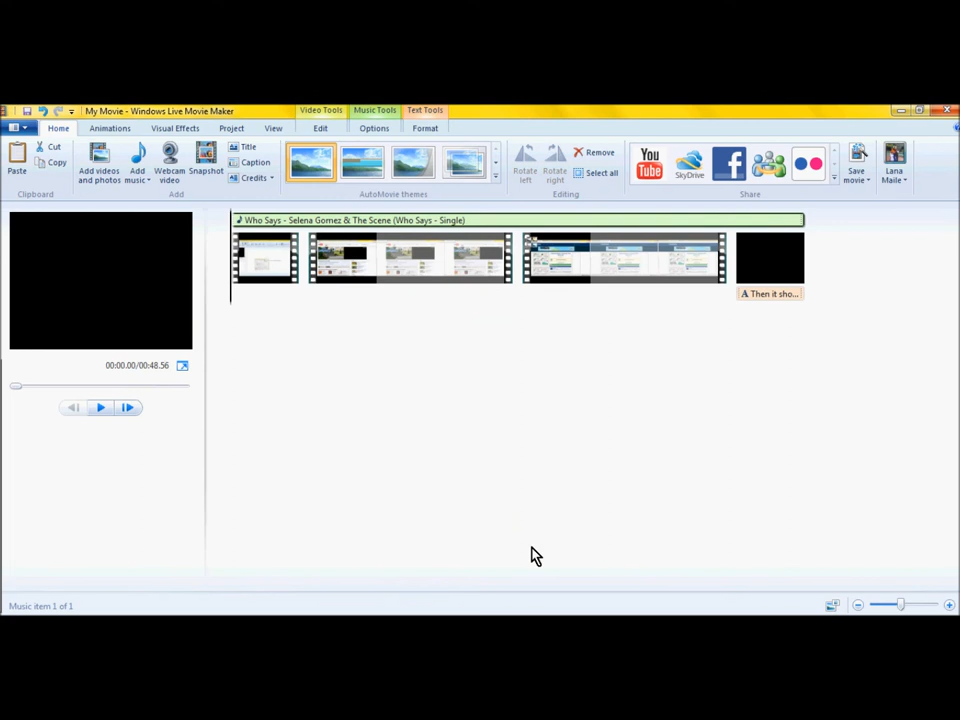 My Movie - Windows Live Movie Maker
Video Tools
Music Tools
Text Tools
Home
Animations
Visual Effects
Project
View
Edit
Options
Format
Paste
Cut
Copy
Clipboard
Add videos and photos
Add music
Webcam video
Snapshot
Title
Caption
Credits
Add
AutoMovie themes
Rotate left
Rotate right
Remove
Select all
Editing
You Tube
SkyDrive
Share
Save movie
Lana Maile
Who Says - Selena Gomez & The Scene (Who Says - Single)
A Then it sho...
00:00.00/00:48.56
Music item 1 of 1